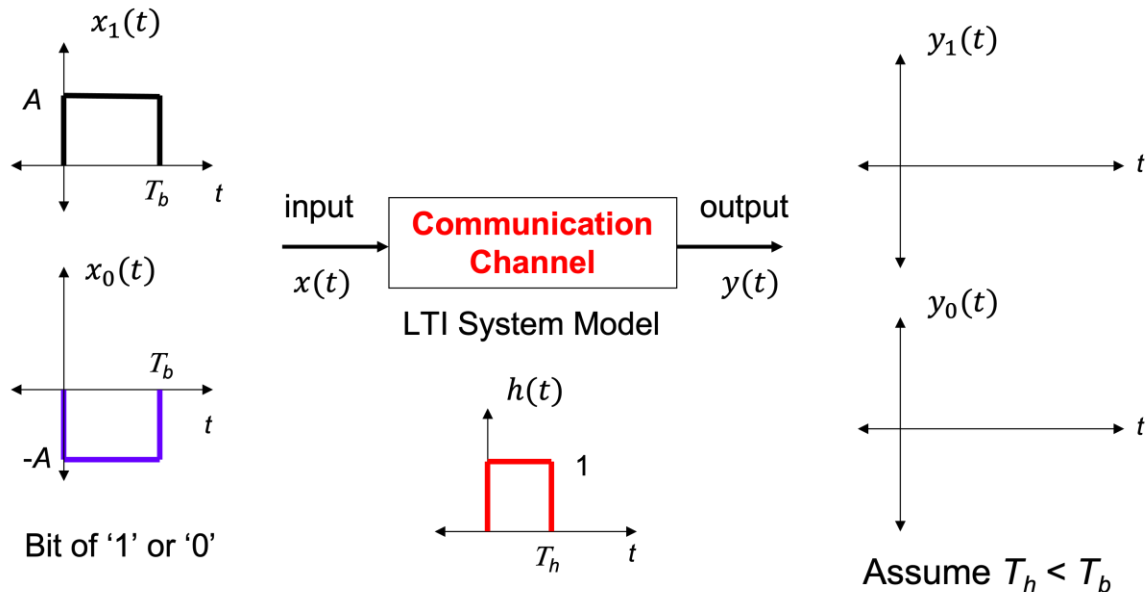 x₁(t)
A
T_b
t
x₀(t)
T_b
t
-A
Bit of ‘1’ or ‘0’
input
x(t)
Communication
Channel
output
y(t)
LTI System Model
h(t)
1
T_h
t
y₁(t)
t
y₀(t)
t
Assume T_h < T_b